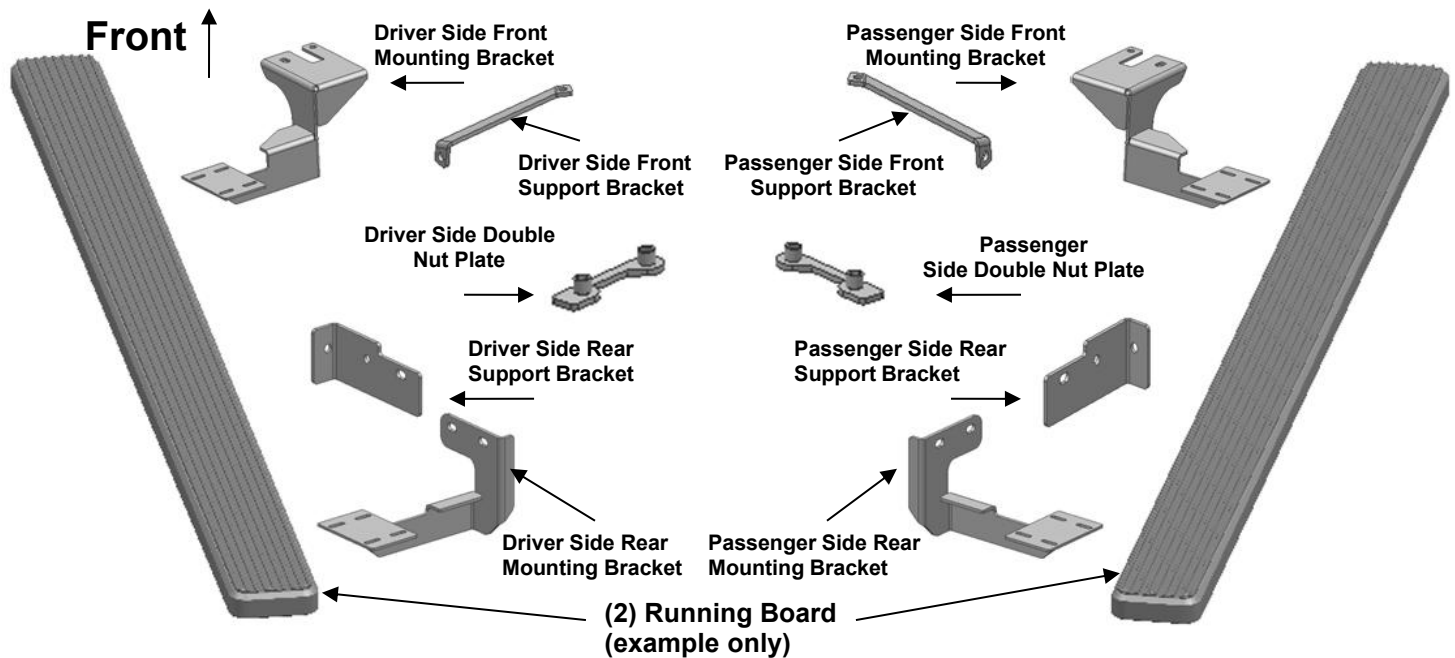 Front
Driver Side Front
Mounting Bracket
Passenger Side Front
Mounting Bracket
Driver Side Front
Support Bracket
Passenger Side Front
Support Bracket
Driver Side Double
Nut Plate
Passenger
Side Double Nut Plate
Driver Side Rear
Support Bracket
Passenger Side Rear
Support Bracket
Driver Side Rear
Mounting Bracket
Passenger Side Rear
Mounting Bracket
(2) Running Board
(example only)